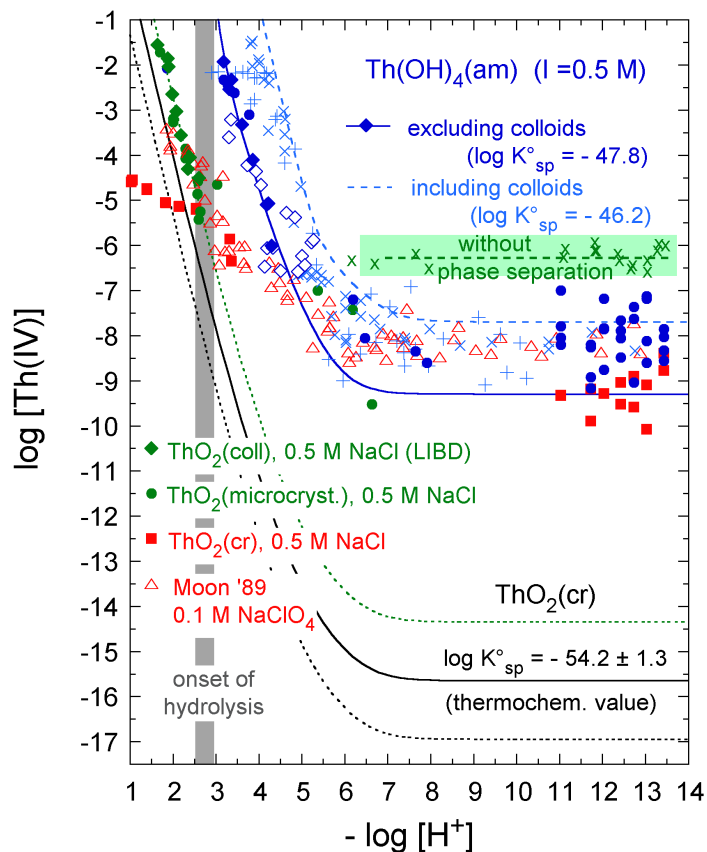 -1
-2
-3
-4
-5
-6
-7
-8
-9
-10
-11
-12
-13
-14
-15
-16
-17
log [Th(IV)]
Th(OH)₄(am) (I =0.5 M)
excluding colloids
(log K°sp = - 47.8)
including colloids
(log K°sp = - 46.2)
without
phase separation
ThO₂(coll), 0.5 M NaCl (LIBD)
ThO₂(microcryst.), 0.5 M NaCl
ThO₂(cr), 0.5 M NaCl
Moon '89
0.1 M NaClO₄
ThO₂(cr)
log K°sp = - 54.2 ± 1.3
(thermochem. value)
onset of
hydrolysis
1 2 3 4 5 6 7 8 9 10 11 12 13 14
- log [H⁺]